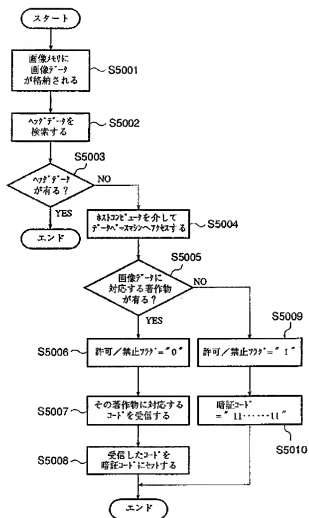 スタート
画像メモリに
画像データ
が格納される
S5001
ヘッダデータを
検索する
S5002
S5003
ヘッダデータ
が有る?
NO
YES
エンド
ホストコンピュータを介して
データベースマシンへアクセスする
S5004
S5005
画像データに
対応する著作物
が有る?
NO
YES
S5006
許可/禁止フラグ="0"
S5009
許可/禁止フラグ="1"
S5007
その著作物に対応する
コードを受信する
暗証コード
="11……11"
S5010
S5008
受信したコードを
暗証コードにセットする
エンド